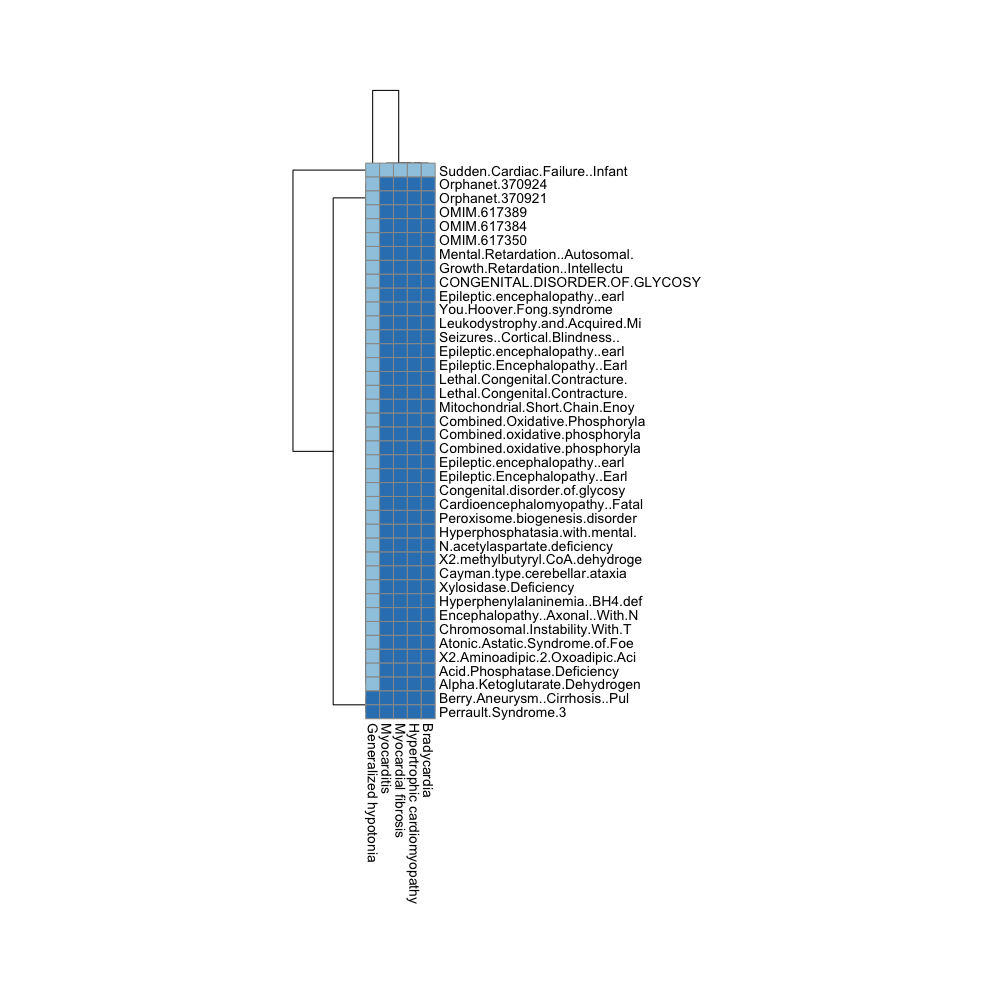 Sudden.Cardiac.Failure..Infant
Orphanet.370924
Orphanet.370921
OMIM.617389
OMIM.617384
OMIM.617350
Mental.Retardation..Autosomal.
Growth.Retardation..Intellectu
CONGENITAL.DISORDER.OF.GLYCOSY
Epileptic.encephalopathy..earl
You.Hoover.Fong.syndrome
Leukodystrophy.and.Acquired.Mi
Seizures..Cortical.Blindness..
Epileptic.encephalopathy..earl
Epileptic.Encephalopathy..Earl
Lethal.Congenital.Contracture.
Lethal.Congenital.Contracture.
Mitochondrial.Short.Chain.Enoy
Combined.Oxidative.Phosphoryla
Combined.oxidative.phosphoryla
Combined.oxidative.phosphoryla
Epileptic.encephalopathy..earl
Epileptic.Encephalopathy..Earl
Congenital.disorder.of.glycosy
Cardioencephalomyopathy..Fatal
Peroxisome.biogenesis.disorder
Hyperphosphatasia.with.mental.
N.acetylaspartate.deficiency
X2.methylbutyryl.CoA.dehydroge
Cayman.type.cerebellar.ataxia
Xylosidase.Deficiency
Hyperphenylalaninemia..BH4.def
Encephalopathy..Axonal..With.N
Chromosomal.Instability.With.T
Atonic.Astatic.Syndrome.of.Foe
X2.Aminoadipic.2.Oxoadipic.Aci
Acid.Phosphatase.Deficiency
Alpha.Ketoglutarate.Dehydrogen
Berry.Aneurysm..Cirrhosis..Pul
Perrault.Syndrome.3
Generalized hypotonia
Myocarditis
Myocardial fibrosis
Hypertrophic cardiomyopathy
Bradycardia